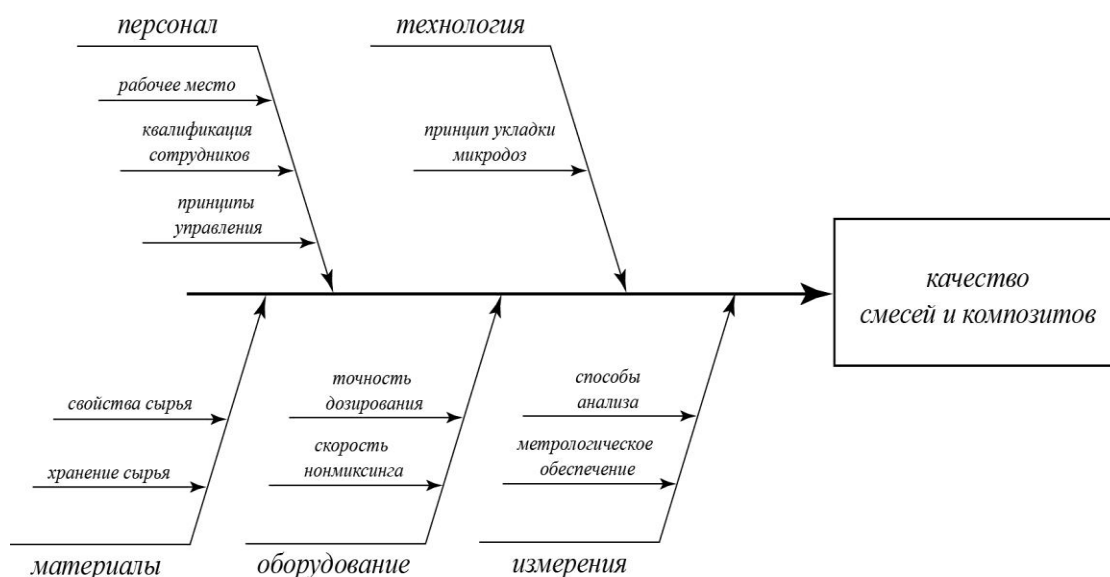 персонал
технология
рабочее место
квалификация
сотрудников
принцип укладки
микродоз
принципы
управления
качество
смесей и композитов
свойства сырья
точность
дозирования
способы
анализа
хранение сырья
скорость
нонмиксинга
метрологическое
обеспечение
материалы
оборудование
измерения